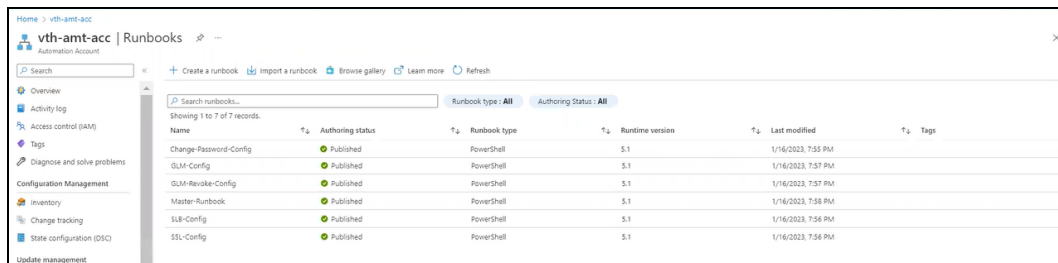 Home > vth-amt-acc
vth-amt-acc | Runbooks ...
Automation Account
Search «
+ Create a runbook Import a runbook Browse gallery Learn more Refresh
Overview
Activity log
Access control (IAM)
Tags
Diagnose and solve problems
Configuration Management
Inventory
Change tracking
State configuration (DSC)
Update management
Search runbooks... Runbook type : All Authoring Status : All
Showing 1 to 7 of 7 records.
Name Authoring status Runbook type Runtime version Last modified Tags
Change-Password-Config Published PowerShell 5.1 1/16/2023, 7:55 PM
GLM-Config Published PowerShell 5.1 1/16/2023, 7:57 PM
GLM-Revoke-Config Published PowerShell 5.1 1/16/2023, 7:57 PM
Master-Runbook Published PowerShell 5.1 1/16/2023, 7:58 PM
SLB-Config Published PowerShell 5.1 1/16/2023, 7:56 PM
SSL-Config Published PowerShell 5.1 1/16/2023, 7:56 PM